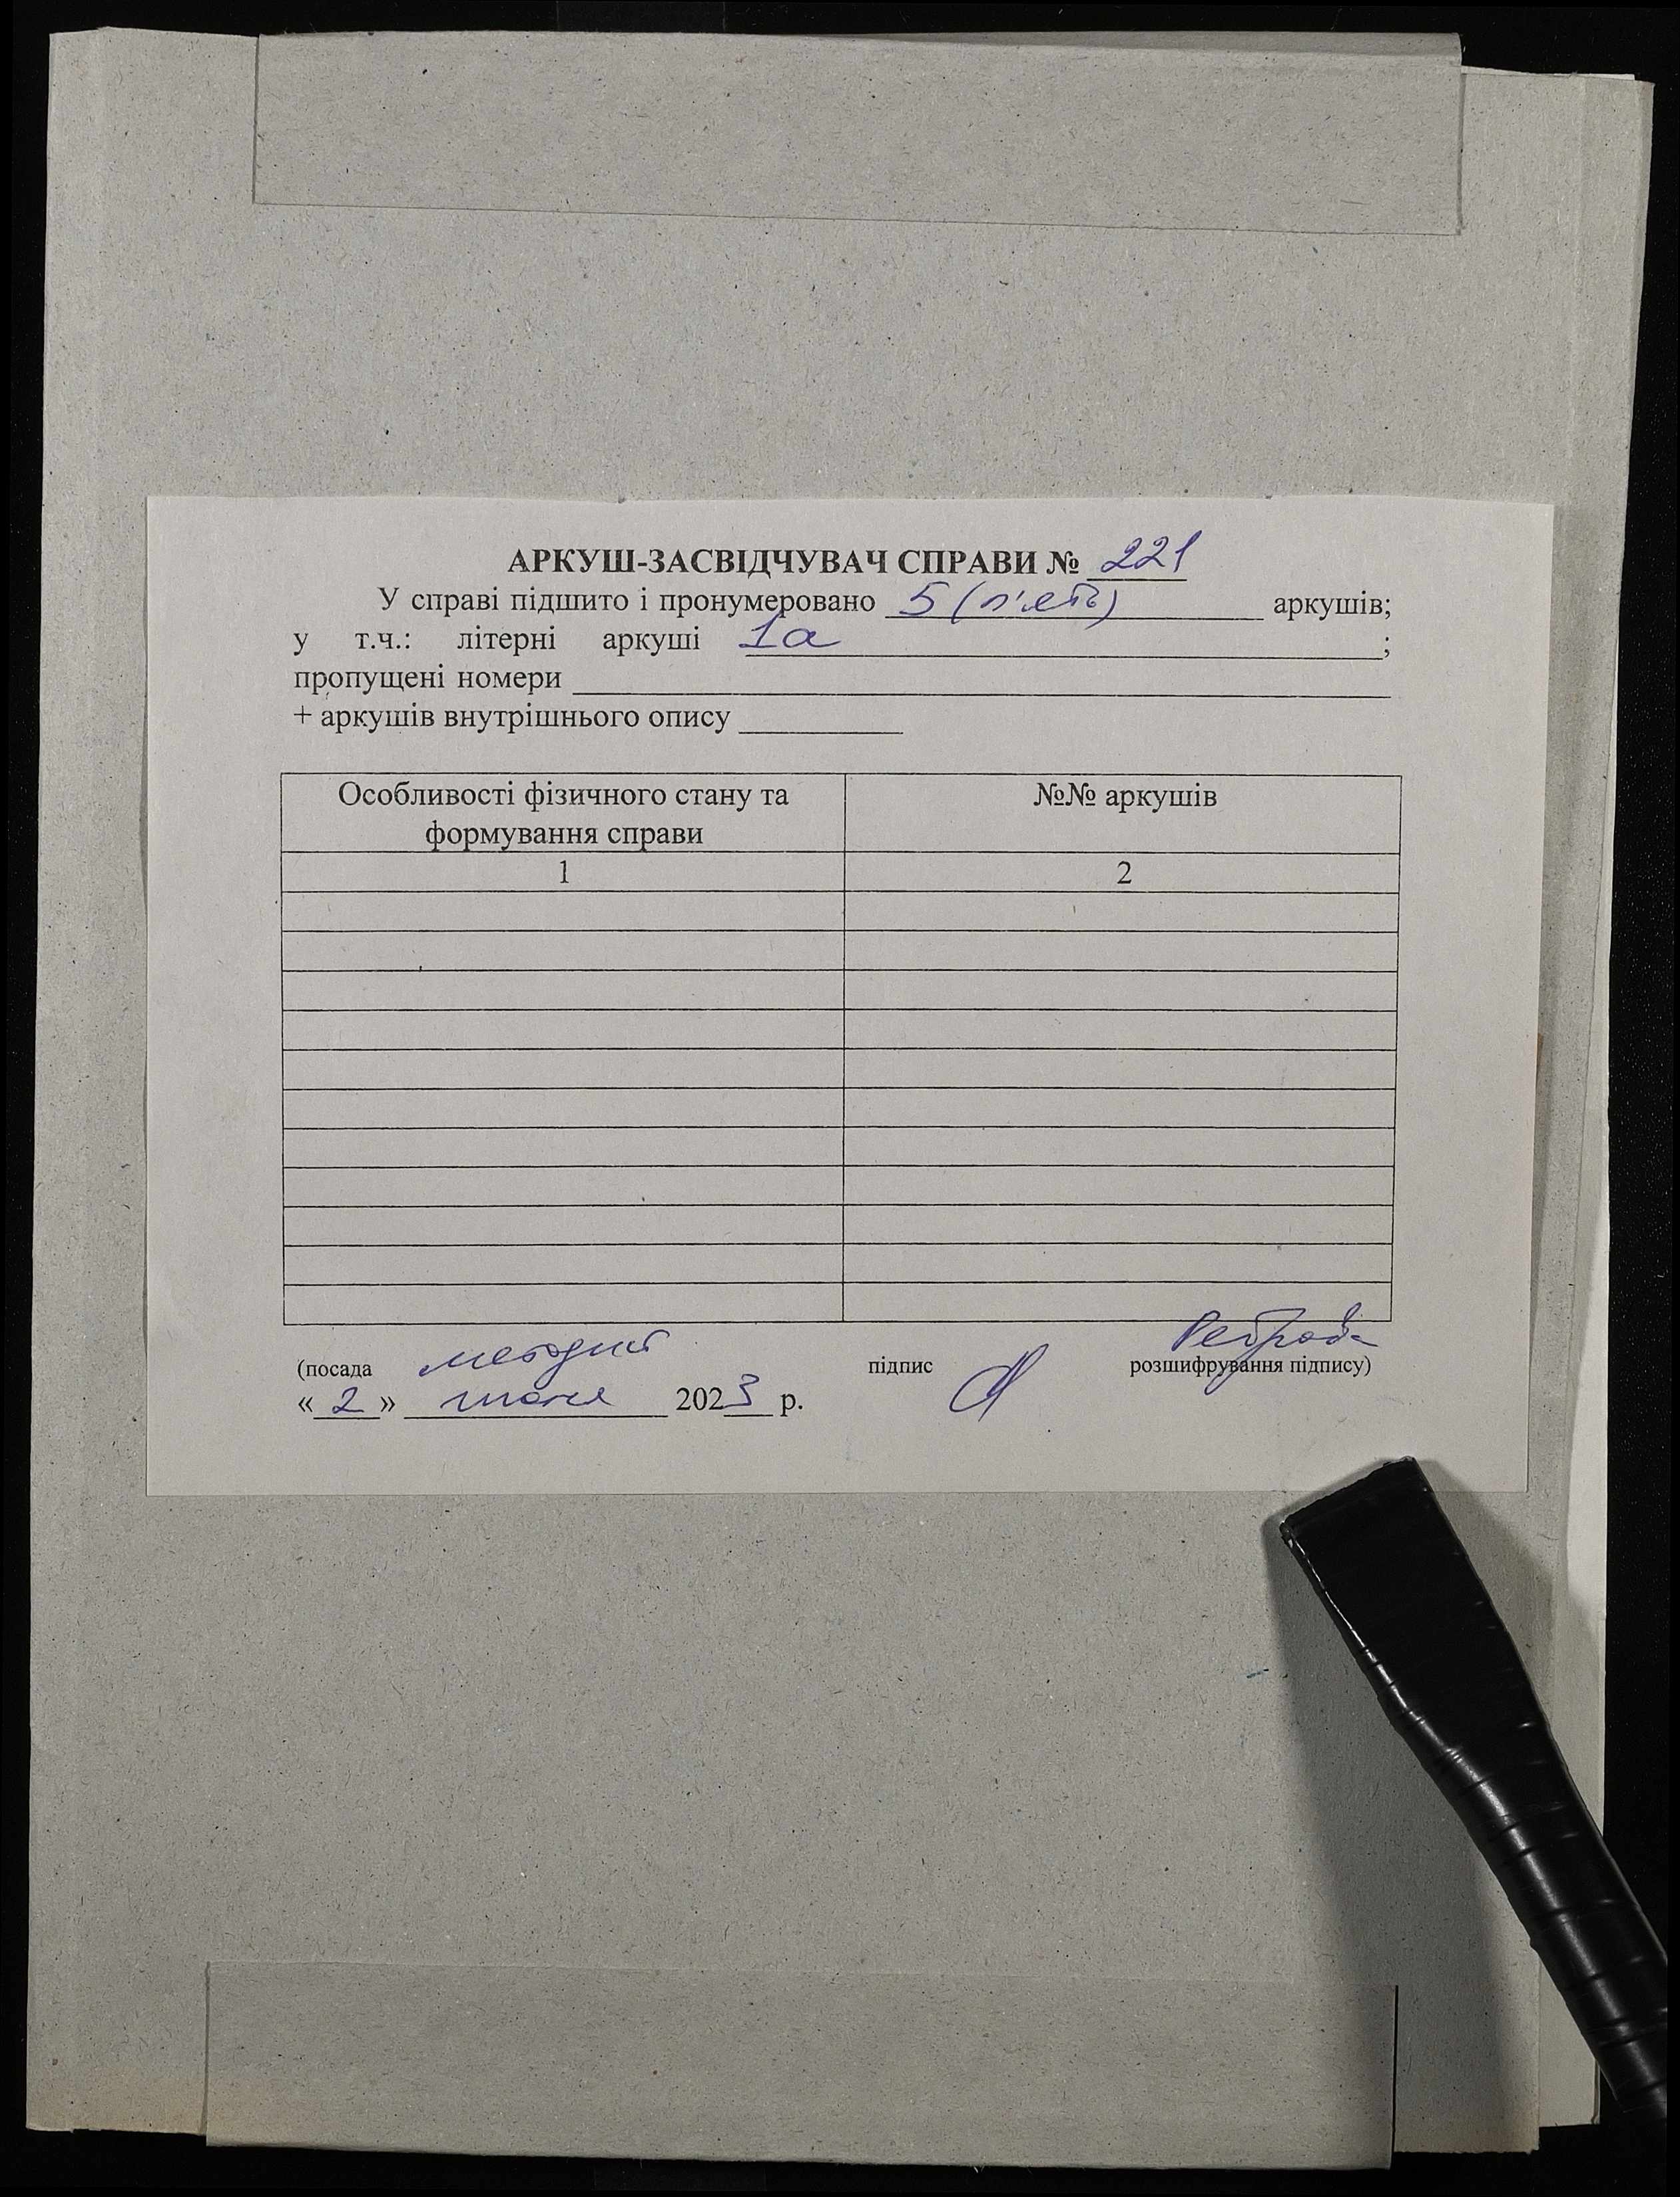 АРКУШ-ЗАСВІДЧУВАЧ СПРАВИ № 221
У справі підшито і пронумеровано 5 (п'ять) аркушів;
у т.ч.: літерні аркуші 1а ;
пропущені номери
+ аркушів внутрішнього опису
Особливості фізичного стану та формування справи
№№ аркушів
1
2
(посада методист
підпис
розшифрування підпису)
«2» 2023 р.